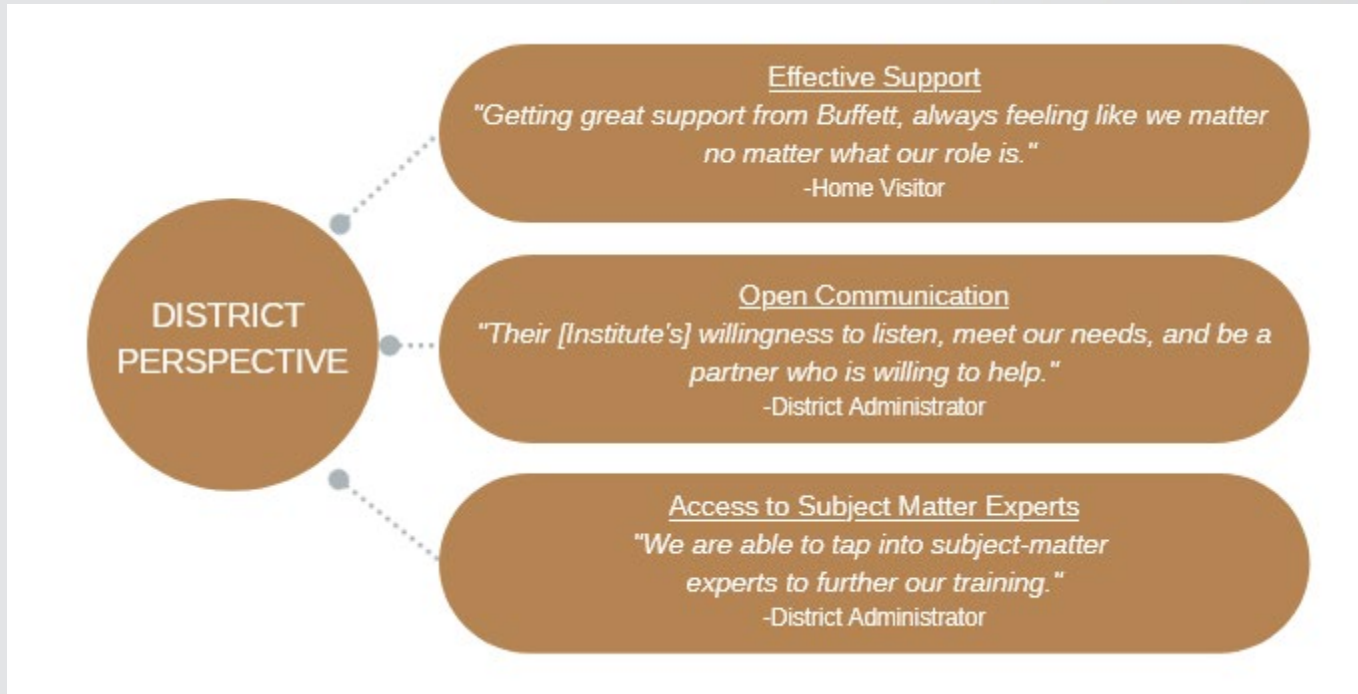 DISTRICT
PERSPECTIVE
Effective Support
"Getting great support from Buffett, always feeling like we matter
no matter what our role is."
-Home Visitor
Open Communication
"Their [Institute's] willingness to listen, meet our needs, and be a
partner who is willing to help."
-District Administrator
Access to Subject Matter Experts
"We are able to tap into subject-matter
experts to further our training."
-District Administrator